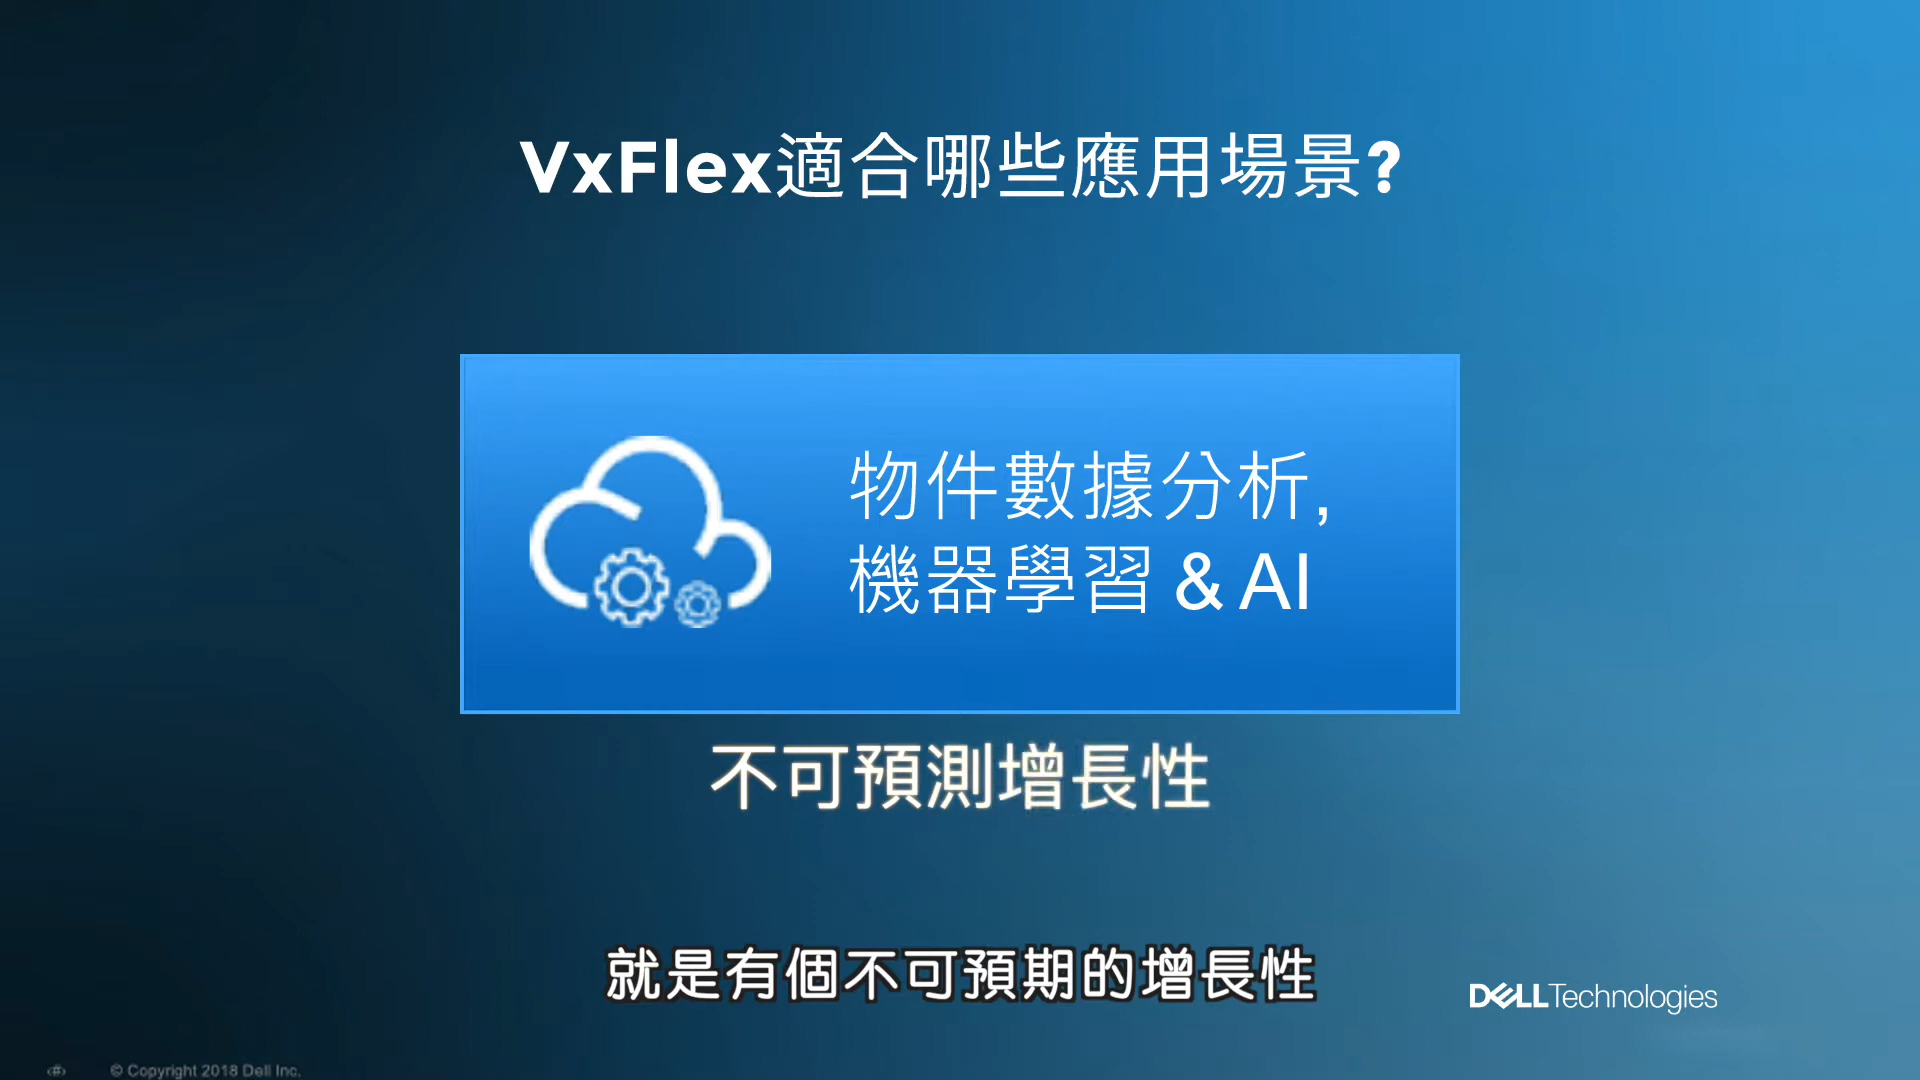 VxFlex適合哪些應用場景?
物件數據分析,
機器學習 & AI
不可預測增長性
就是有個不可預期的增長性
DELLTechnologies
‹#›
© Copyright 2018 Dell Inc.